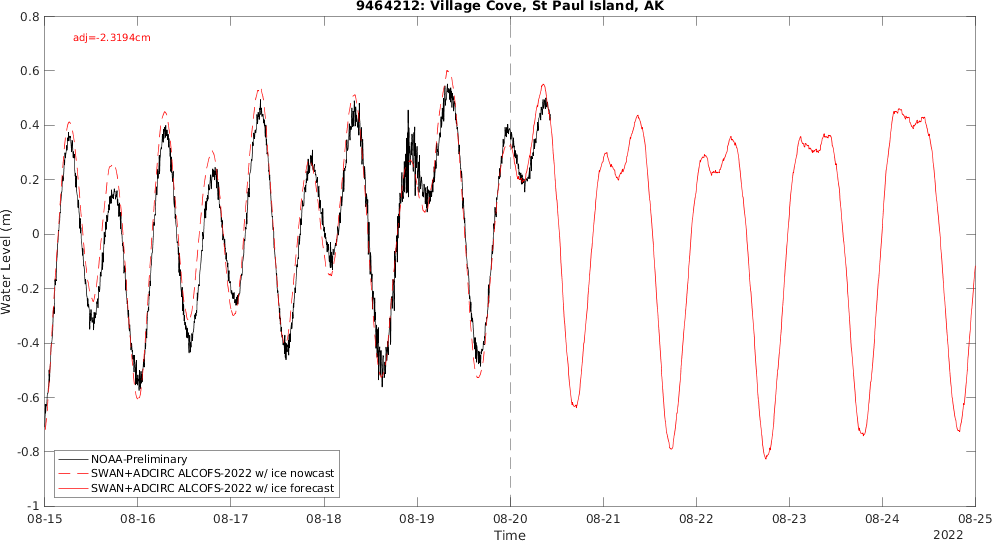 9464212: Village Cove, St Paul Island, AK
adj=-2.3194cm
0.8
0.6
0.4
0.2
0
-0.2
-0.4
-0.6
-0.8
-1
Water Level (m)
NOAA-Preliminary
SWAN+ADCIRC ALCOFS-2022 w/ ice nowcast
SWAN+ADCIRC ALCOFS-2022 w/ ice forecast
08-15 08-16 08-17 08-18 08-19 08-20 08-21 08-22 08-23 08-24 08-25
Time
2022